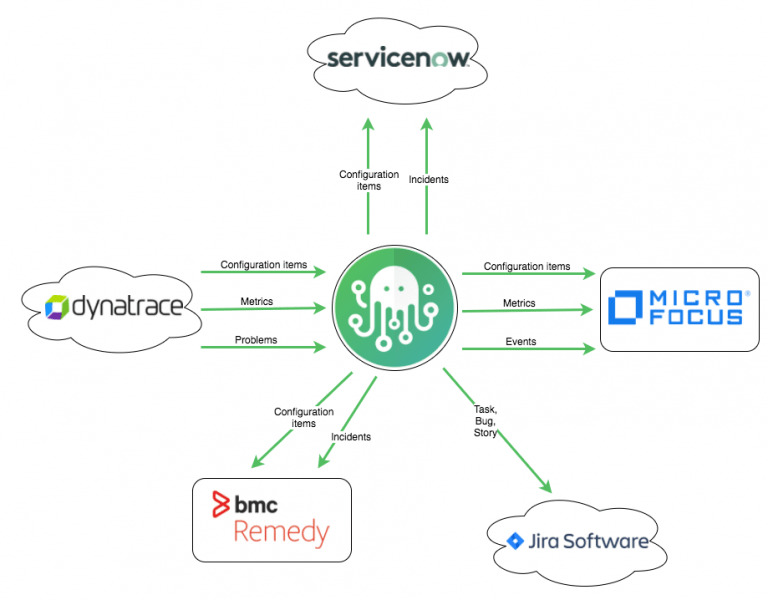 servicenow
Configuration
items
Incidents
Configuration items
Metrics
Problems
dynatrace
Configuration items
Metrics
Events
MICRO®
FOCUS
Configuration
items
Incidents
Task,
Bug,
Story
bmc
Remedy
Jira Software